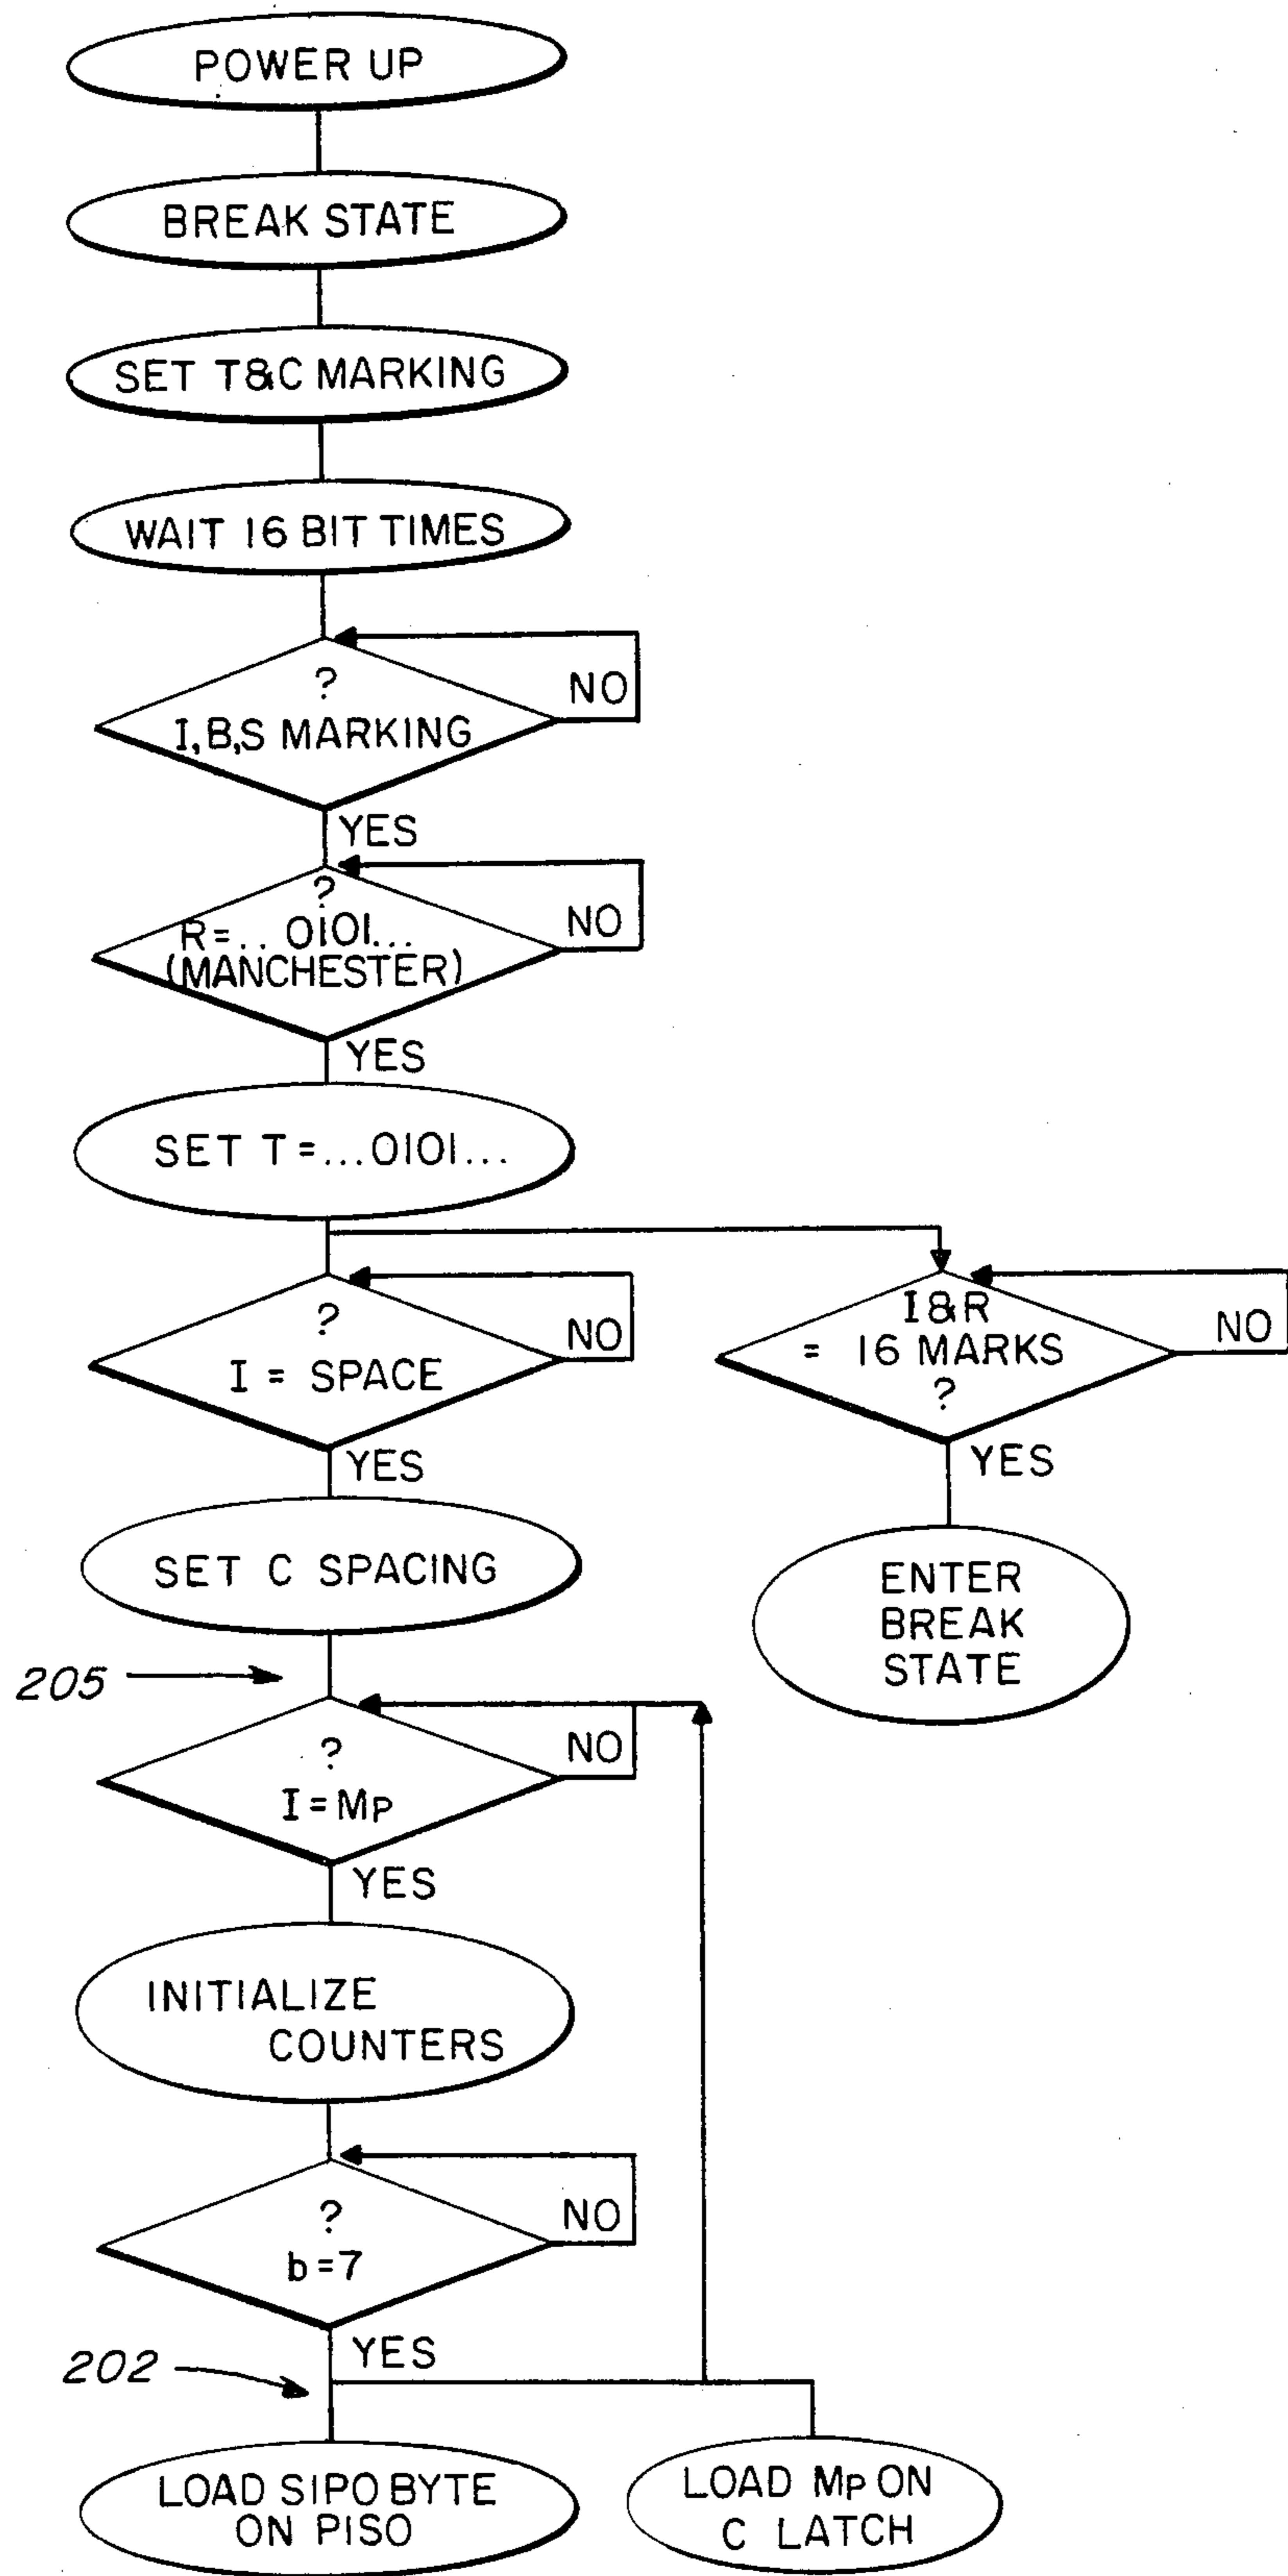 POWER UP
BREAK STATE
SET T&C MARKING
WAIT 16 BIT TIMES
?
I,B,S MARKING
NO
YES
?
R=.. 0101...
(MANCHESTER)
NO
YES
SET T=...0101...
?
I = SPACE
NO
YES
I&R
= 16 MARKS
?
NO
YES
SET C SPACING
ENTER
BREAK
STATE
205
?
I=MP
NO
YES
INITIALIZE
COUNTERS
?
b=7
NO
YES
202
LOAD SIPO BYTE
ON PISO
LOAD MP ON
C LATCH